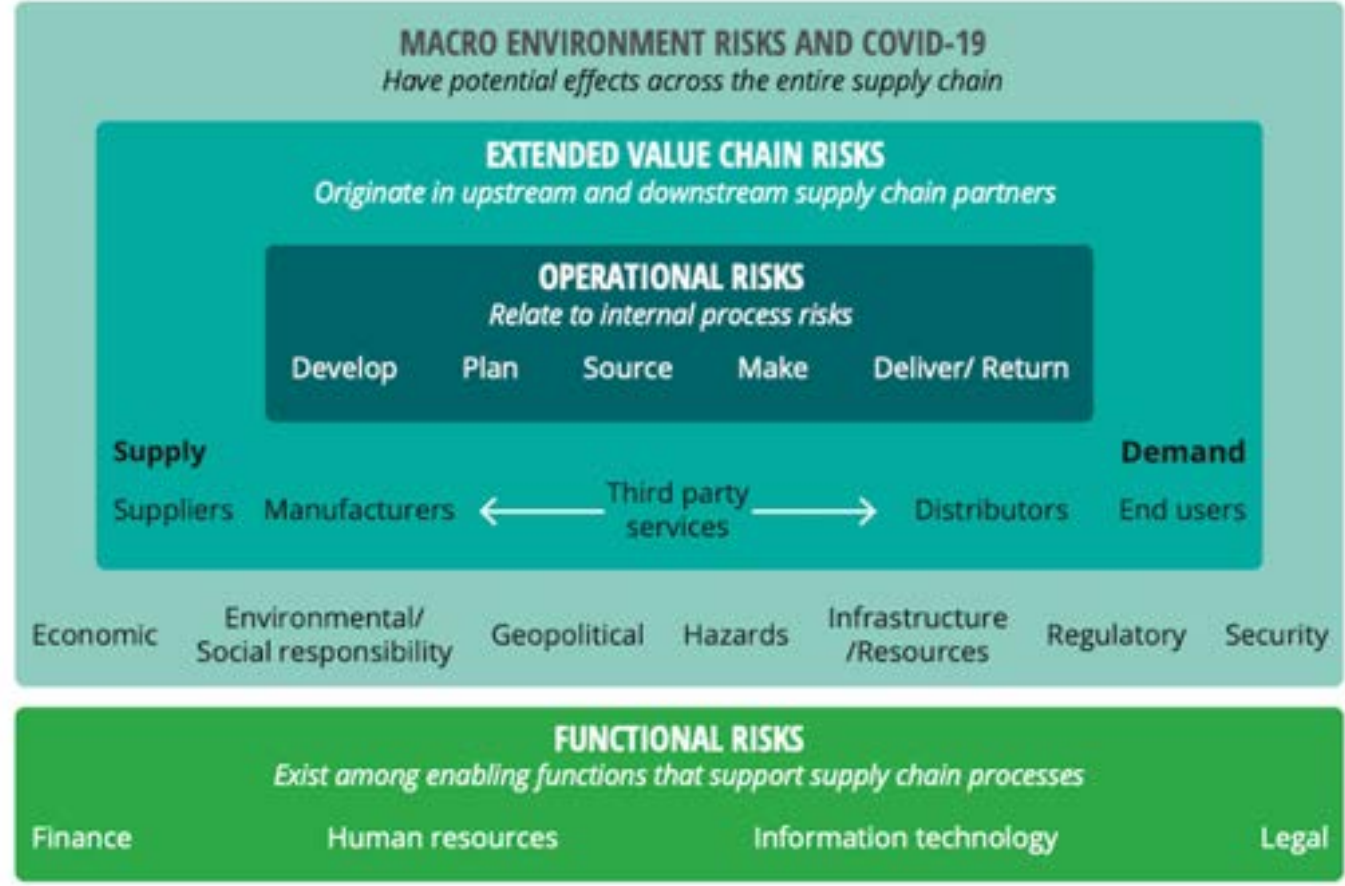 MACRO ENVIRONMENT RISKS AND COVID-19
Have potential effects across the entire supply chain
EXTENDED VALUE CHAIN RISKS
Originate in upstream and downstream supply chain partners
OPERATIONAL RISKS
Relate to internal process risks
Develop Plan Source Make Deliver/ Return
Supply Demand
Suppliers Manufacturers Third party services Distributors End users
Economic Environmental/ Social responsibility Geopolitical Hazards Infrastructure /Resources Regulatory Security
FUNCTIONAL RISKS
Exist among enabling functions that support supply chain processes
Finance Human resources Information technology Legal